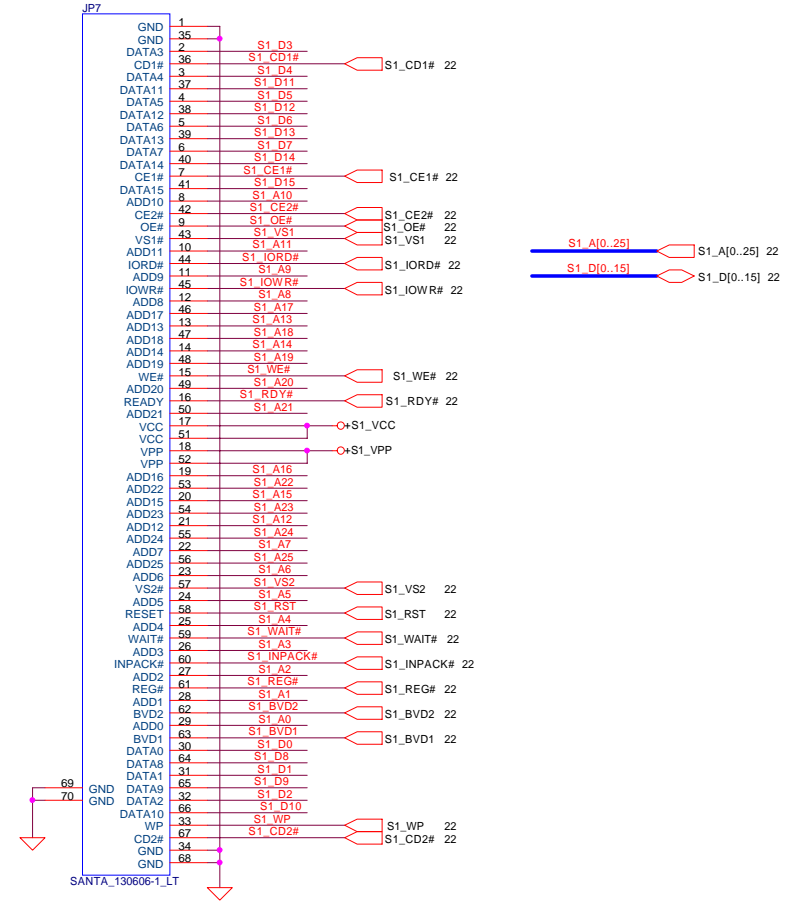 JP7
GND 1
GND 35
DATA3 2 S1_D3
CD1# 36 S1_CD1# S1_CD1# 22
DATA4 3 S1_D4
DATA11 37 S1_D11
DATA5 4 S1_D5
DATA12 38 S1_D12
DATA6 5 S1_D6
DATA13 39 S1_D13
DATA7 6 S1_D7
DATA14 40 S1_D14
CE1# 7 S1_CE1# S1_CE1# 22
DATA15 41 S1_D15
ADD10 8 S1_A10
CE2# 42 S1_CE2# S1_CE2# 22
OE# 9 S1_OE# S1_OE# 22
VS1# 43 S1_VS1 S1_VS1 22
ADD11 10 S1_A11 S1_A[0..25] S1_A[0..25] 22
IORD# 44 S1_IORD# S1_IORD# 22
ADD9 11 S1_A9 S1_D[0..15] S1_D[0..15] 22
IOWR# 45 S1_IOWR# S1_IOWR# 22
ADD8 12 S1_A8
ADD17 46 S1_A17
ADD13 13 S1_A13
ADD18 47 S1_A18
ADD14 14 S1_A14
ADD19 48 S1_A19
WE# 15 S1_WE# S1_WE# 22
ADD20 49 S1_A20
READY 16 S1_RDY# S1_RDY# 22
ADD21 50 S1_A21
VCC 17 +S1_VCC
VCC 51
VPP 18 +S1_VPP
VPP 52
ADD16 19 S1_A16
ADD22 53 S1_A22
ADD15 20 S1_A15
ADD23 54 S1_A23
ADD12 21 S1_A12
ADD24 55 S1_A24
ADD7 22 S1_A7
ADD25 56 S1_A25
ADD6 23 S1_A6
VS2# 57 S1_VS2 S1_VS2 22
ADD5 24 S1_A5
RESET 58 S1_RST S1_RST 22
ADD4 25 S1_A4
WAIT# 59 S1_WAIT# S1_WAIT# 22
ADD3 26 S1_A3
INPACK# 60 S1_INPACK# S1_INPACK# 22
ADD2 27 S1_A2
REG# 61 S1_REG# S1_REG# 22
ADD1 28 S1_A1
BVD2 62 S1_BVD2 S1_BVD2 22
ADD0 29 S1_A0
BVD1 63 S1_BVD1 S1_BVD1 22
DATA0 30 S1_D0
DATA8 64 S1_D8
DATA1 31 S1_D1
69 GND DATA9 65 S1_D9
70 GND DATA2 32 S1_D2
DATA10 66 S1_D10
WP 33 S1_WP S1_WP 22
CD2# 67 S1_CD2# S1_CD2# 22
GND 34
GND 68
SANTA_130606-1_LT